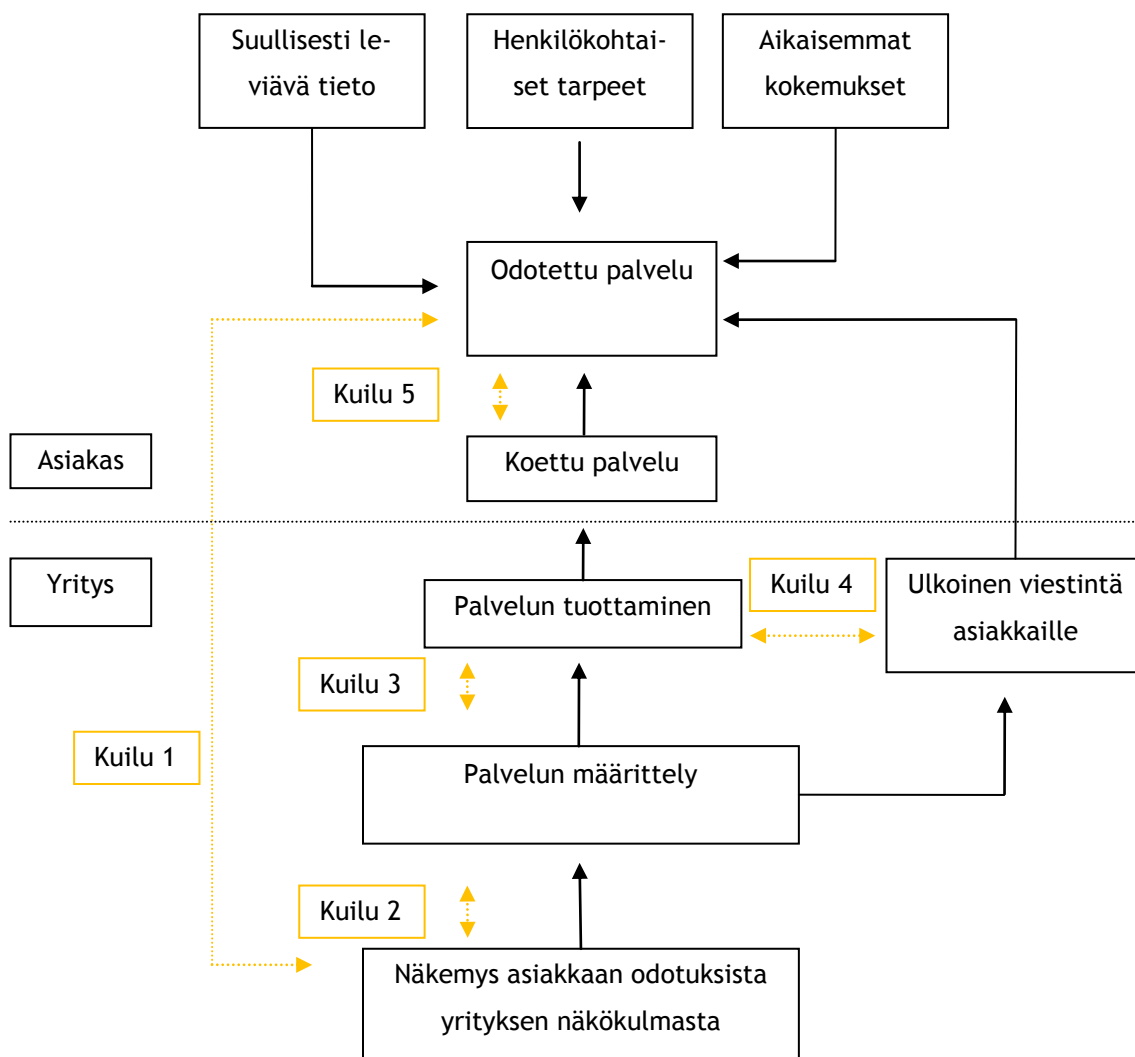 Suullisesti le-
viävä tieto
Henkilökohtai-
set tarpeet
Aikaisemmat
kokemukset
Odotettu palvelu
Kuilu 5
Koettu palvelu
Asiakas
Yritys
Palvelun tuottaminen
Kuilu 4
Ulkoinen viestintä
asiakkaille
Kuilu 3
Kuilu 1
Palvelun määrittely
Kuilu 2
Näkemys asiakkaan odotuksista
yrityksen näkökulmasta